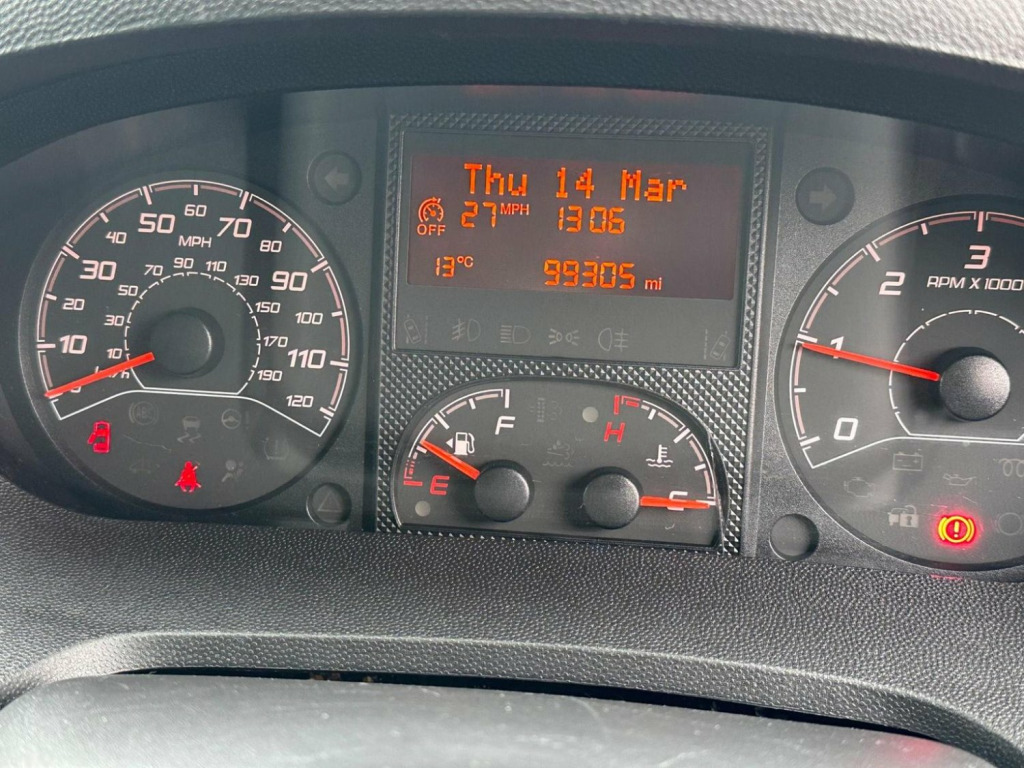 Thu 14 Mar
OFF 27 MPH 1306
13°C 99305 mi
10 20 30 40 50 60 70 80 90 100 110 120
MPH
10 30 50 70 90 110 130 150 170 190
km/h
E F
H C
0 1 2 3
RPM X 1000